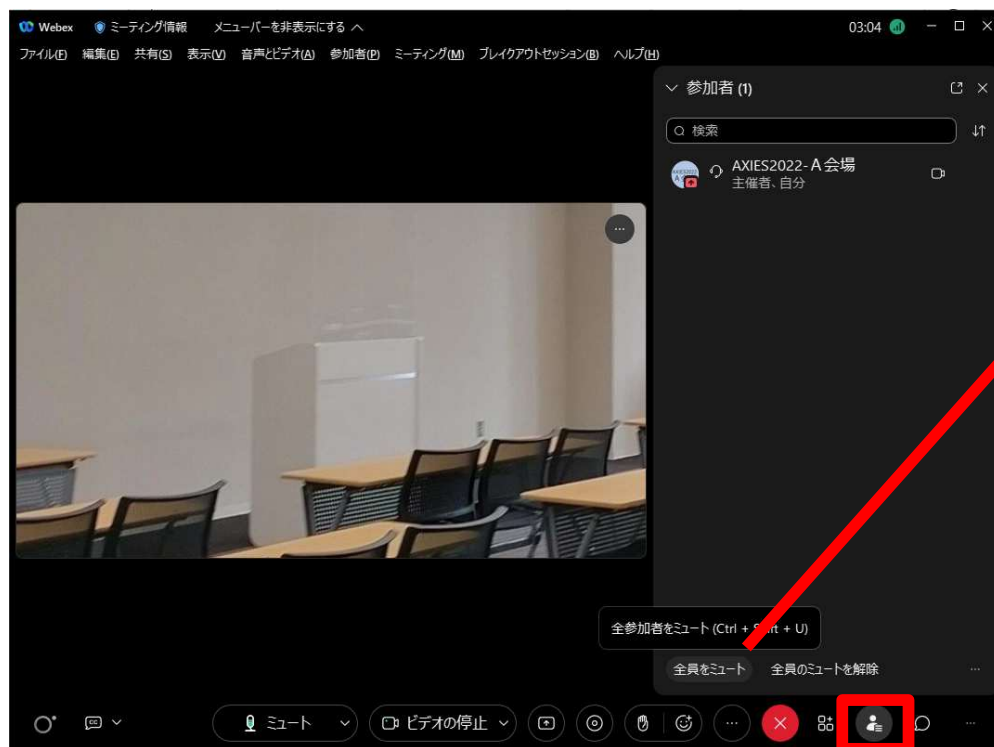 Webex ミーティング情報 メニューバーを非表示にする 03:04
ファイル(F) 編集(E) 共有(S) 表示(V) 音声とビデオ(A) 参加者(P) ミーティング(M) ブレイクアウトセッション(B) ヘルプ(H)
参加者 (1)
検索
AXIES2022-A会場
主催者、自分
全参加者をミュート (Ctrl + Shift + U)
全員をミュート 全員のミュートを解除
ミュート ビデオの停止